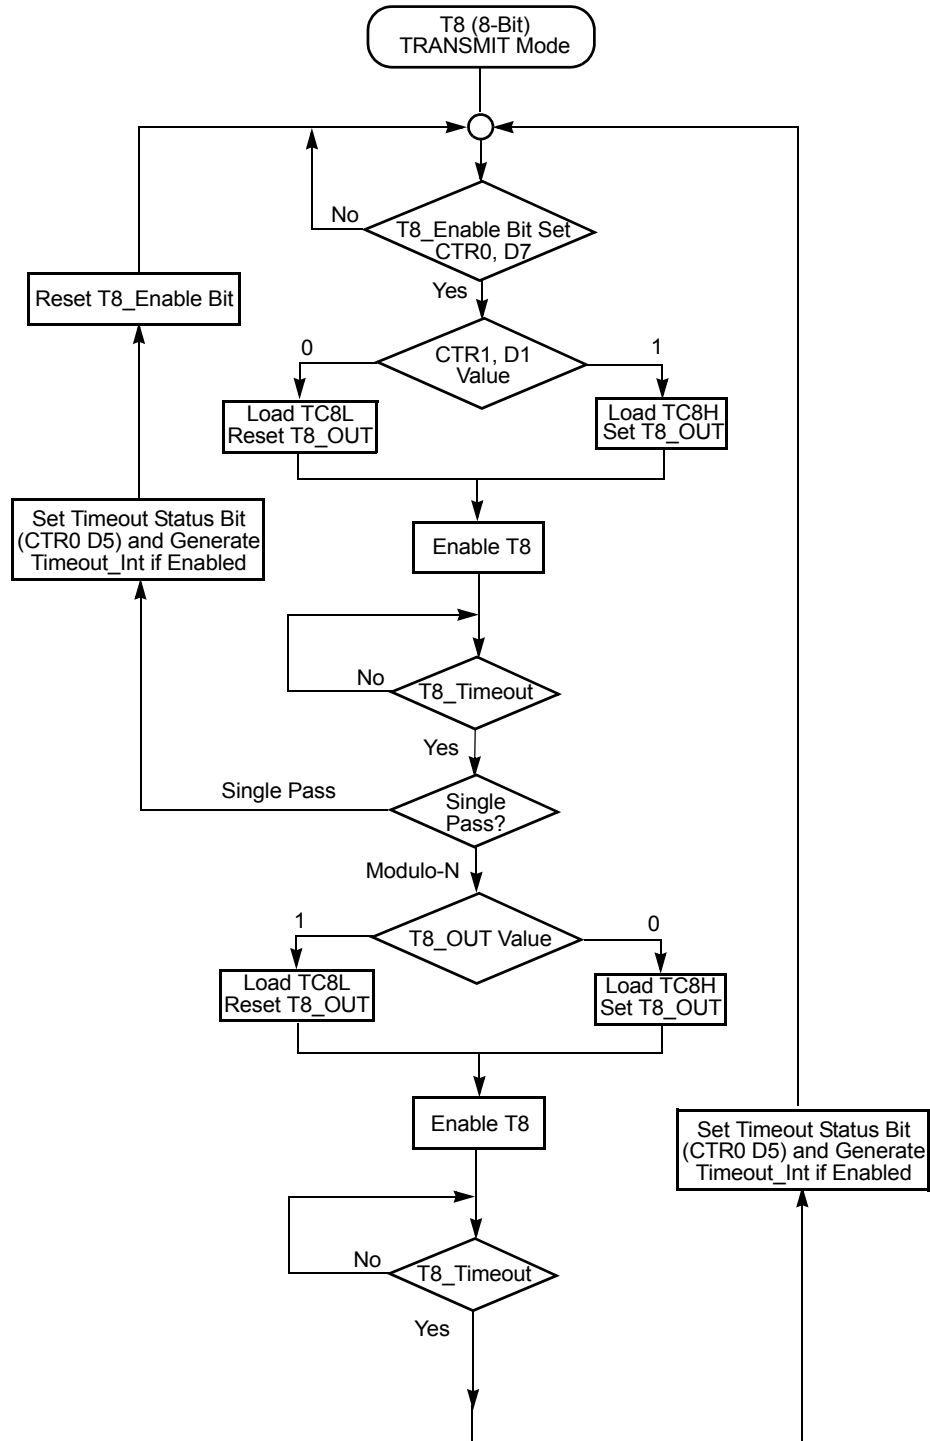 T8 (8-Bit)
TRANSMIT Mode
No
T8_Enable Bit Set
CTR0, D7
Yes
Reset T8_Enable Bit
0
CTR1, D1
Value
1
Load TC8L
Reset T8_OUT
Load TC8H
Set T8_OUT
Set Timeout Status Bit
(CTR0 D5) and Generate
Timeout_Int if Enabled
Enable T8
No
T8_Timeout
Yes
Single Pass
Single
Pass?
Modulo-N
1
T8_OUT Value
0
Load TC8L
Reset T8_OUT
Load TC8H
Set T8_OUT
Enable T8
Set Timeout Status Bit
(CTR0 D5) and Generate
Timeout_Int if Enabled
No
T8_Timeout
Yes